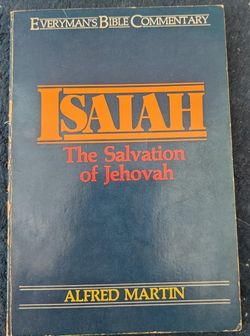 EVERYMAN'S BIBLE COMMENTARY
ISAIAH
The Salvation
of Jehovah
ALFRED MARTIN